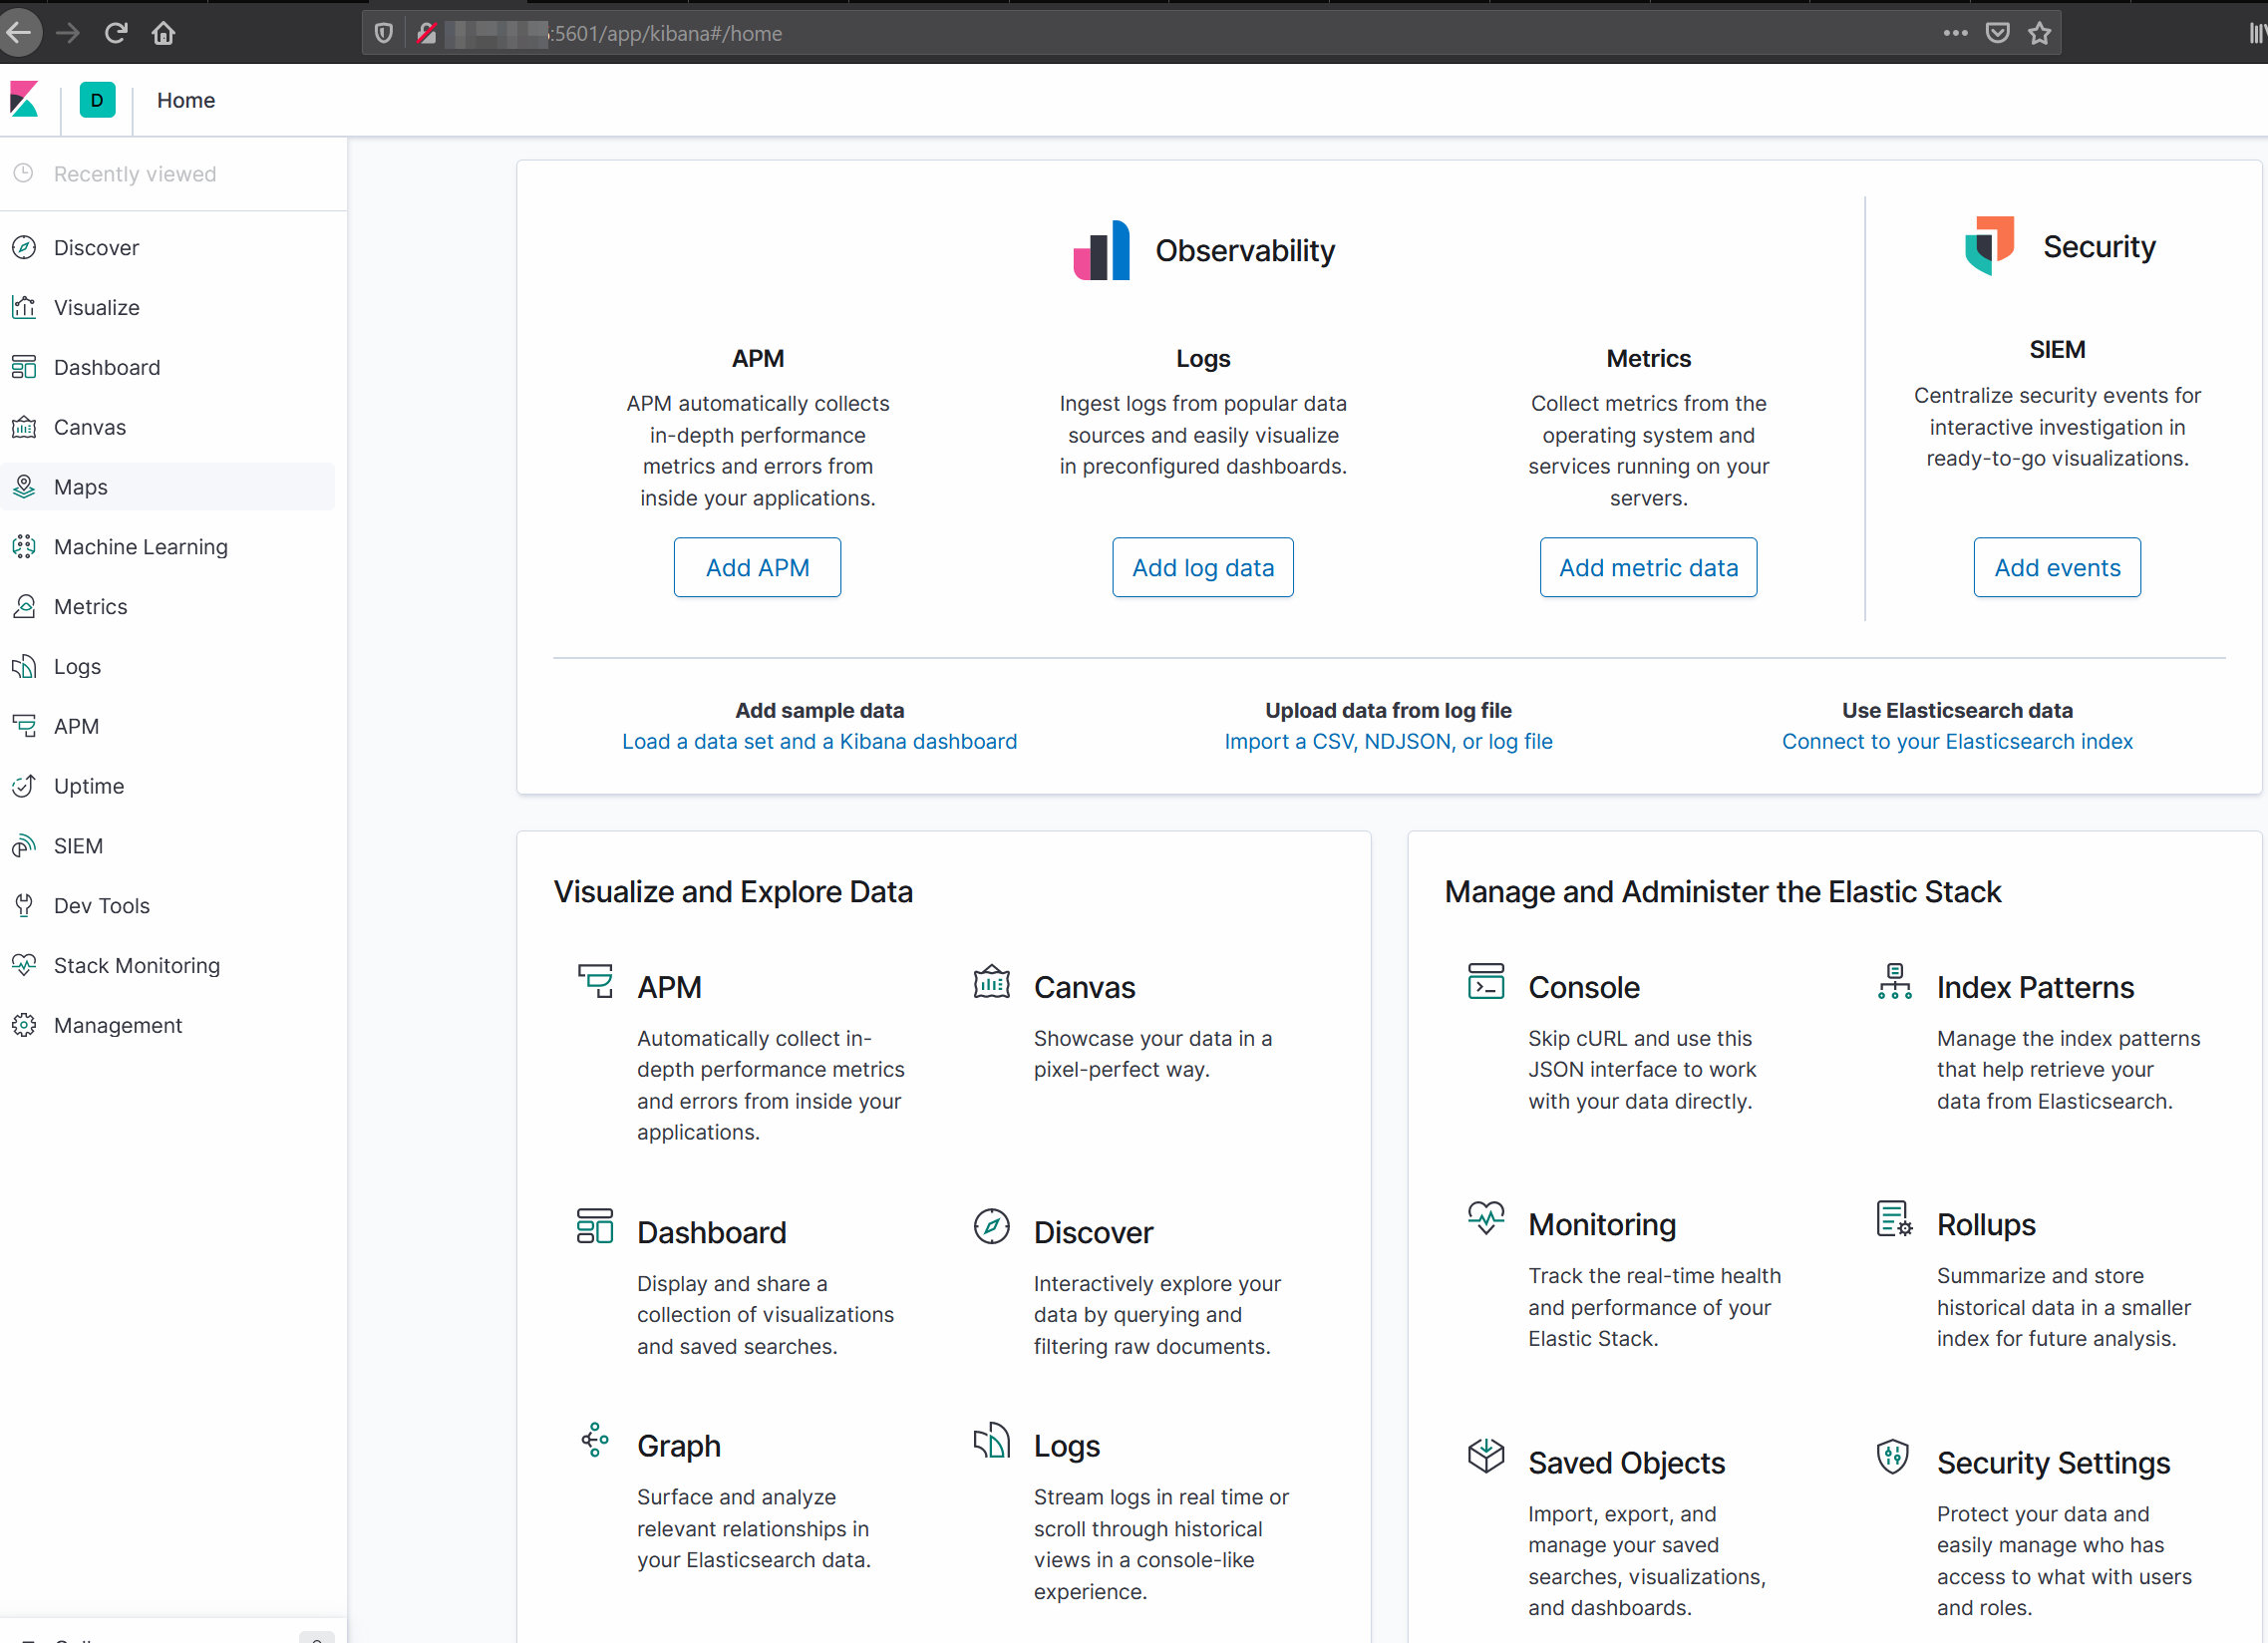 :5601/app/kibana#/home
D
Home
Recently viewed
Discover
Visualize
Dashboard
Canvas
Maps
Machine Learning
Metrics
Logs
APM
Uptime
SIEM
Dev Tools
Stack Monitoring
Management
Observability
Security
APM
APM automatically collects
in-depth performance
metrics and errors from
inside your applications.
Add APM
Logs
Ingest logs from popular data
sources and easily visualize
in preconfigured dashboards.
Add log data
Metrics
Collect metrics from the
operating system and
services running on your
servers.
Add metric data
SIEM
Centralize security events for
interactive investigation in
ready-to-go visualizations.
Add events
Add sample data
Load a data set and a Kibana dashboard
Upload data from log file
Import a CSV, NDJSON, or log file
Use Elasticsearch data
Connect to your Elasticsearch index
Visualize and Explore Data
APM
Automatically collect in-
depth performance metrics
and errors from inside your
applications.
Canvas
Showcase your data in a
pixel-perfect way.
Dashboard
Display and share a
collection of visualizations
and saved searches.
Discover
Interactively explore your
data by querying and
filtering raw documents.
Graph
Surface and analyze
relevant relationships in
your Elasticsearch data.
Logs
Stream logs in real time or
scroll through historical
views in a console-like
experience.
Manage and Administer the Elastic Stack
Console
Skip cURL and use this
JSON interface to work
with your data directly.
Index Patterns
Manage the index patterns
that help retrieve your
data from Elasticsearch.
Monitoring
Track the real-time health
and performance of your
Elastic Stack.
Rollups
Summarize and store
historical data in a smaller
index for future analysis.
Saved Objects
Import, export, and
manage your saved
searches, visualizations,
and dashboards.
Security Settings
Protect your data and
easily manage who has
access to what with users
and roles.